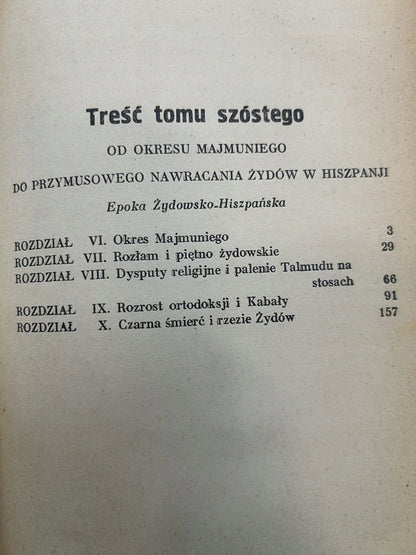 Treść tomu szóstego
OD OKRESU MAJMUNIEGO
DO PRZYMUSOWEGO NAWRACANIA ŻYDÓW W HISZPANJI
Epoka Żydowsko-Hiszpańska
ROZDZIAŁ VI. Okres Majmuniego 3
ROZDZIAŁ VII. Rozłam i piętno żydowskie 29
ROZDZIAŁ VIII. Dysputy religijne i palenie Talmudu na
stosach 66
ROZDZIAŁ IX. Rozrost ortodoksji i Kabały 91
ROZDZIAŁ X. Czarna śmierć i rzezie Żydów 157